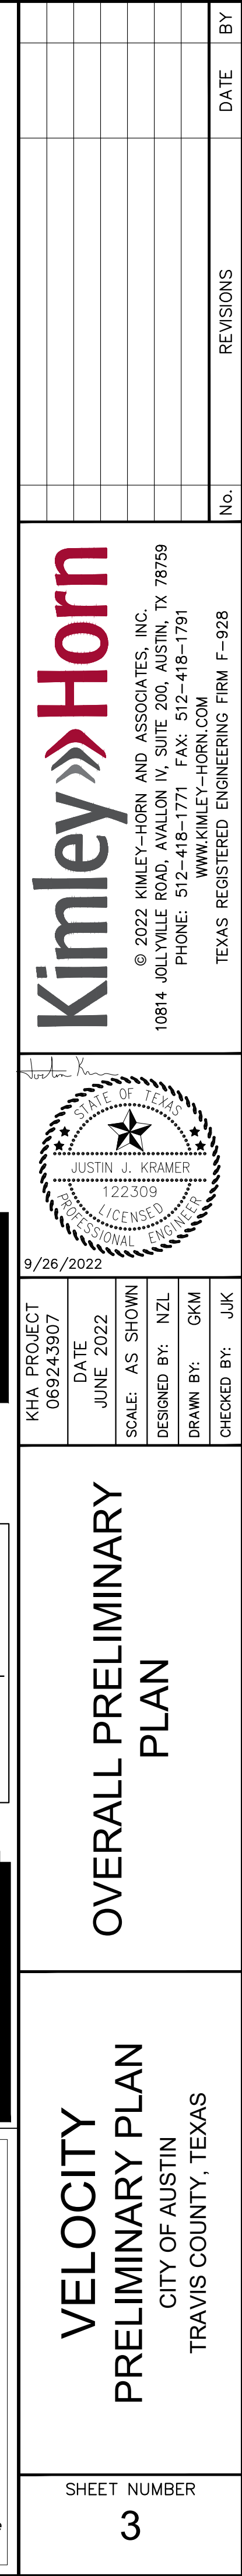 No. REVISIONS DATE BY
Kimley»Horn
© 2022 KIMLEY-HORN AND ASSOCIATES, INC.
10814 JOLLYVILLE ROAD, AVALLON IV, SUITE 200, AUSTIN, TX 78759
PHONE: 512-418-1771 FAX: 512-418-1791
WWW.KIMLEY-HORN.COM
TEXAS REGISTERED ENGINEERING FIRM F-928
STATE OF TEXAS
JUSTIN J. KRAMER
122309
LICENSED
PROFESSIONAL ENGINEER
9/26/2022
KHA PROJECT
069243907
DATE
JUNE 2022
SCALE: AS SHOWN
DESIGNED BY: NZL
DRAWN BY: GKM
CHECKED BY: JJK
OVERALL PRELIMINARY
PLAN
VELOCITY
PRELIMINARY PLAN
CITY OF AUSTIN
TRAVIS COUNTY, TEXAS
SHEET NUMBER
3